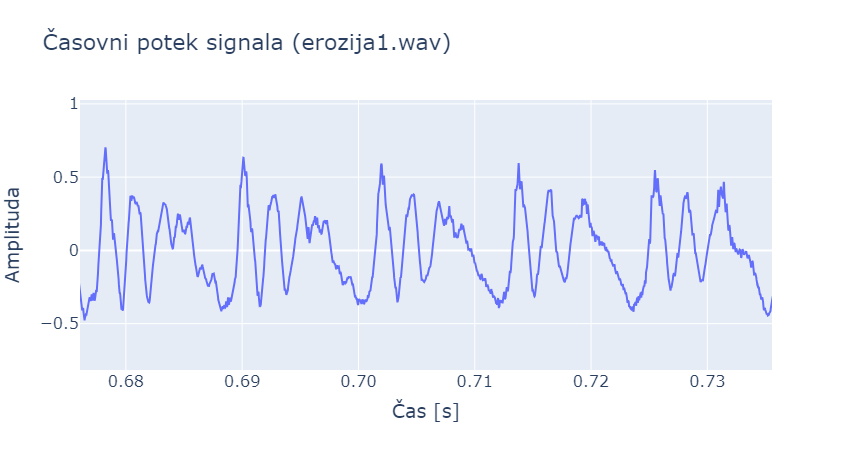 Časovni potek signala (erozija1.wav)
Amplituda
1
0.5
0
−0.5
0.68 0.69 0.70 0.71 0.72 0.73
Čas [s]